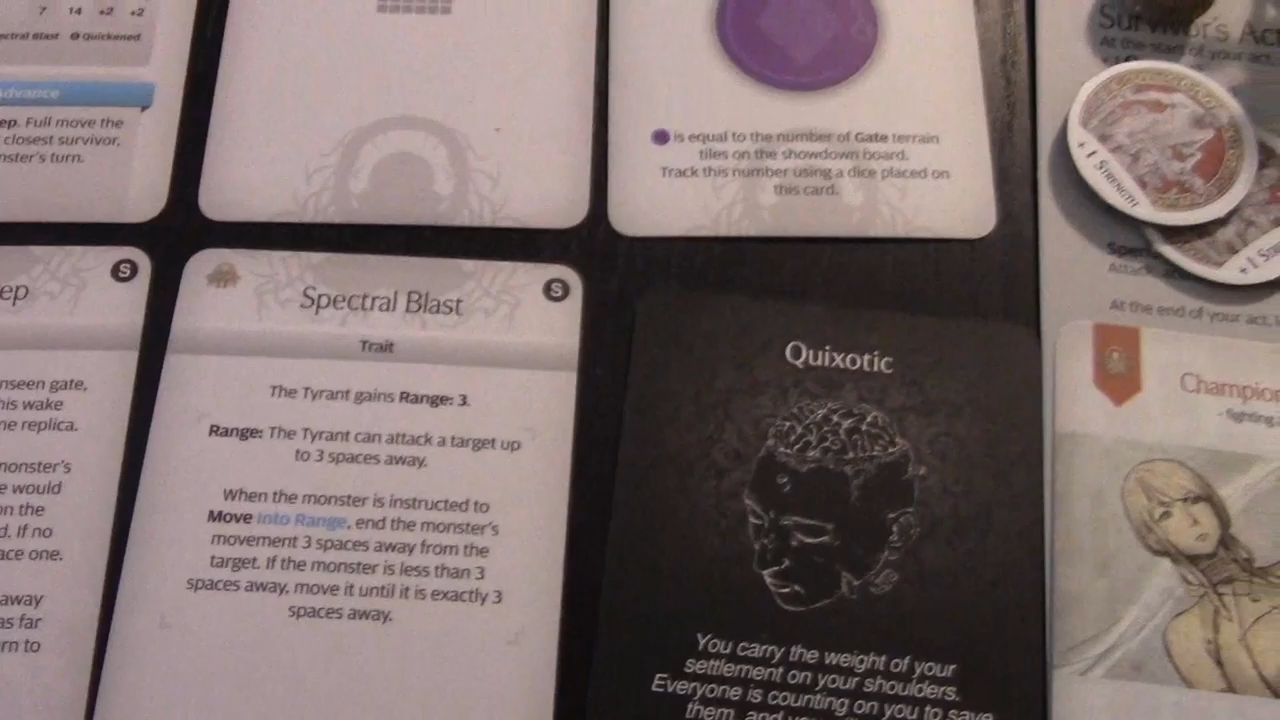 7 14 +2 +2
ctral Blast Quickened
Advance
ep. Full move the
closest survivor,
nster's turn.
is equal to the number of Gate terrain
tiles on the showdown board.
Track this number using a dice placed on
this card.
Survivor's Act
At the start of your act,
+1 STRENGTH
At the end of your act,
ep
S
nseen gate,
his wake
ne replica.
monster's
e would
on the
d. If no
ace one.
away
as far
rn to
Spectral Blast
S
Trait
The Tyrant gains Range: 3.
Range: The Tyrant can attack a target up
to 3 spaces away.
When the monster is instructed to
Move Into Range, end the monster's
movement 3 spaces away from the
target. If the monster is less than 3
spaces away, move it until it is exactly 3
spaces away.
Quixotic
You carry the weight of your
settlement on your shoulders.
Everyone is counting on you to save
them, and
Champion
- fighting